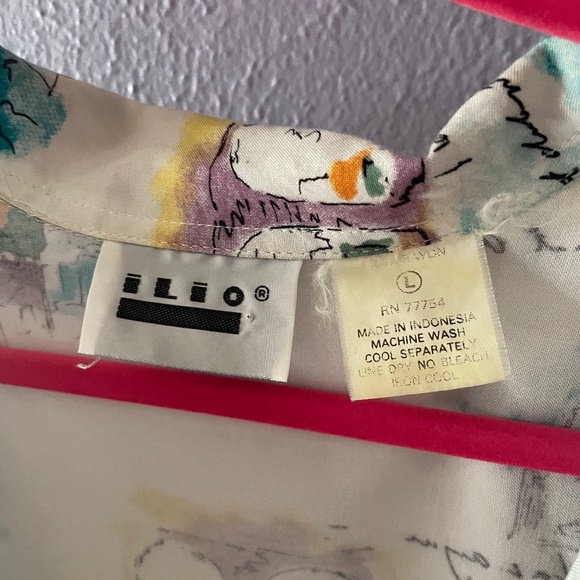 iLio®
L
RN 77754
MADE IN INDONESIA
MACHINE WASH
COOL SEPARATELY
LINE DRY NO BLEACH
IRON COOL